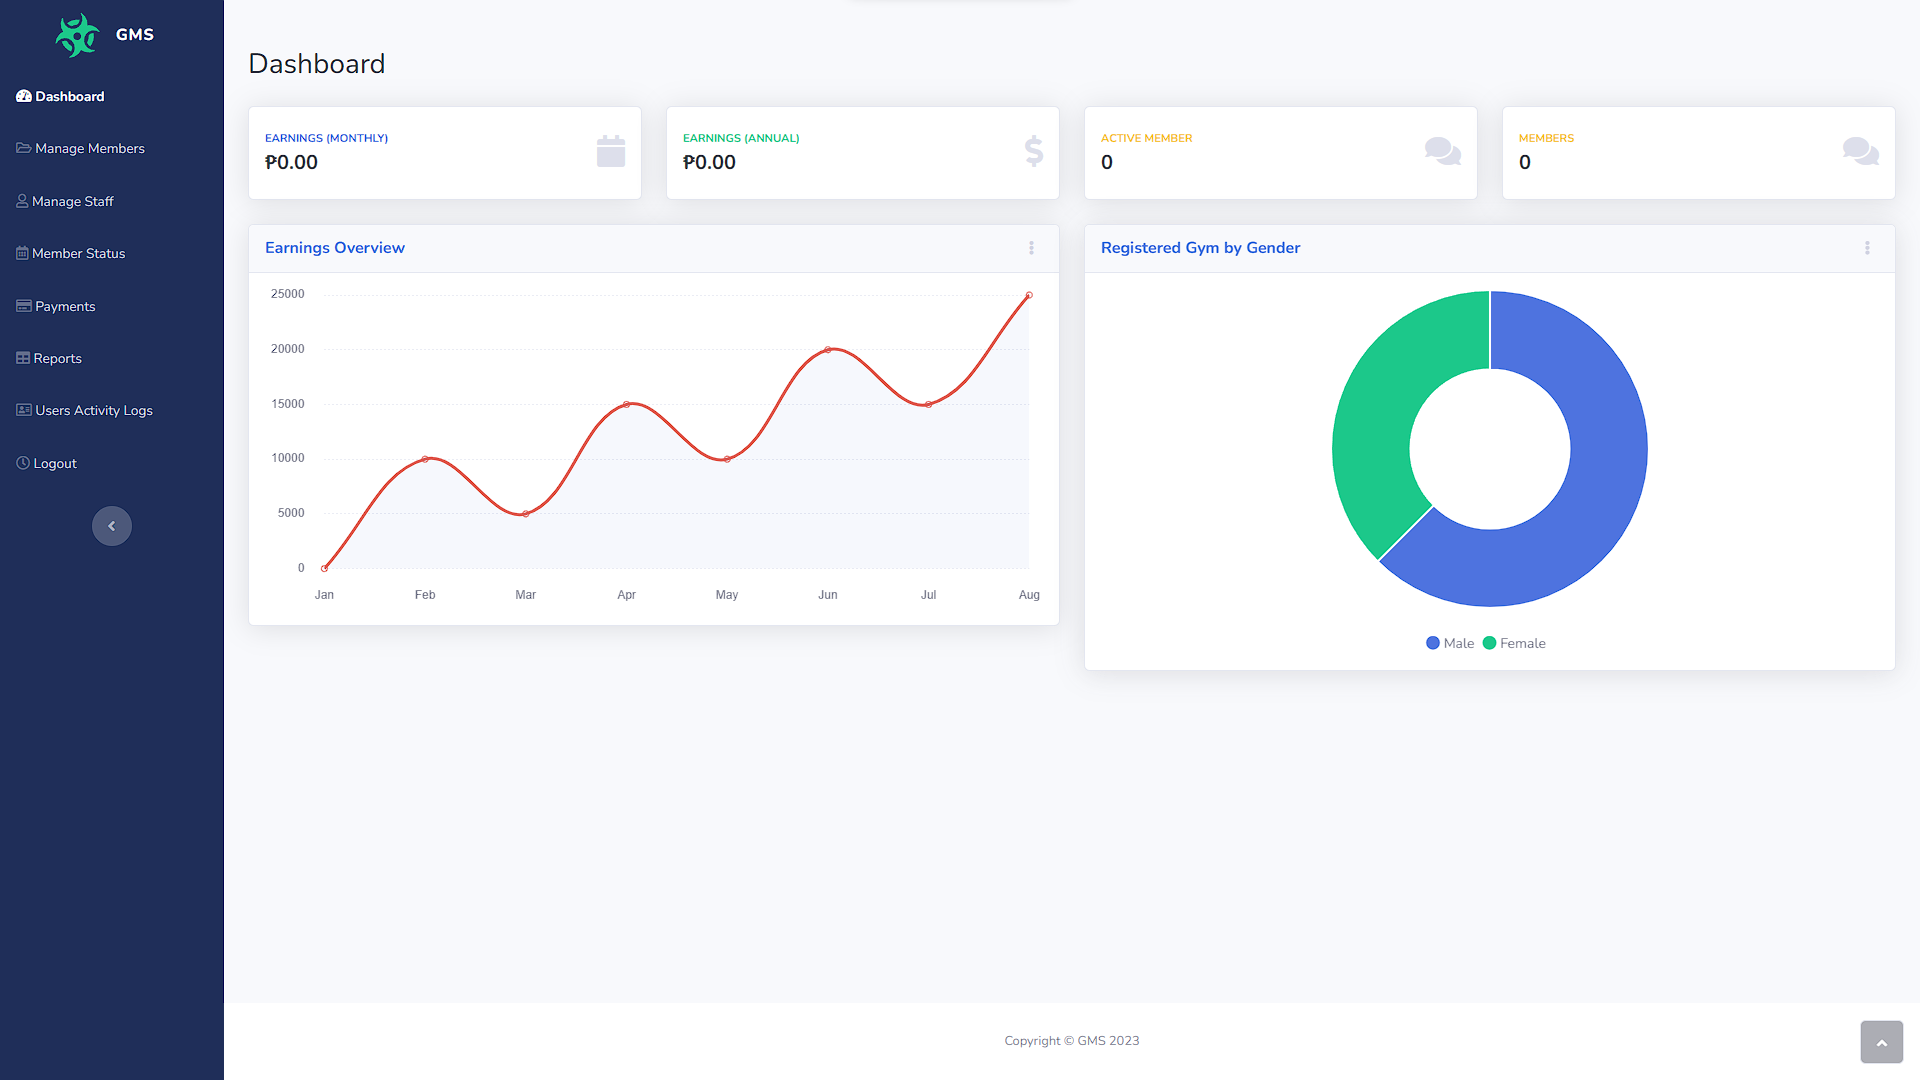 GMS
Dashboard
Manage Members
Manage Staff
Member Status
Payments
Reports
Users Activity Logs
Logout
Dashboard
EARNINGS (MONTHLY)
₱0.00
EARNINGS (ANNUAL)
₱0.00
ACTIVE MEMBER
0
MEMBERS
0
Earnings Overview
25000
20000
15000
10000
5000
0
Jan Feb Mar Apr May Jun Jul Aug
Registered Gym by Gender
Male Female
Copyright © GMS 2023